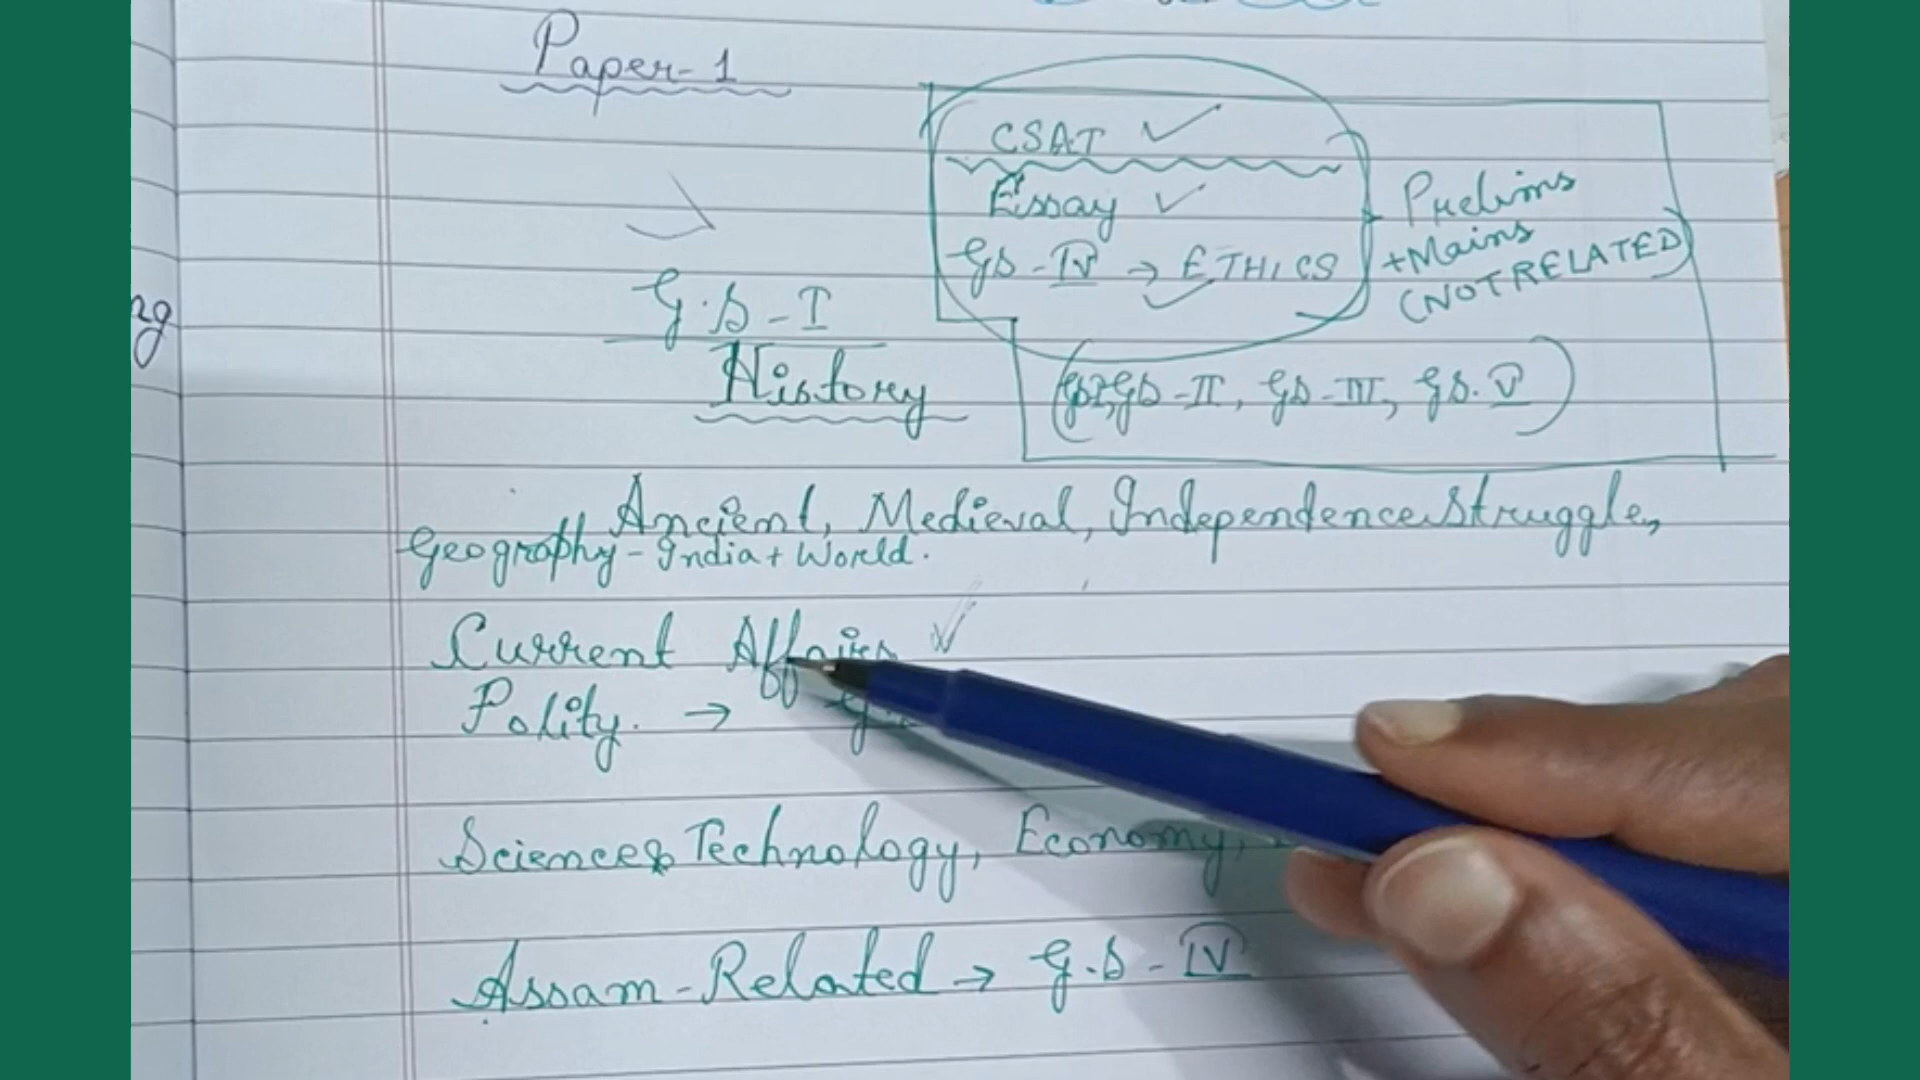 Paper-1
CSAT ✓
Essay ✓
GS-IV → ETHICS
Prelims
+Mains
(NOT RELATED)
G.S-I
History
(GSI, GS-II, GS-III, GS.V)
Ancient, Medieval, Independence Struggle,
Geography - India + World.
Current Affairs ✓
Polity. →
Science & Technology, Economy,
Assam-Related → G.S-IV